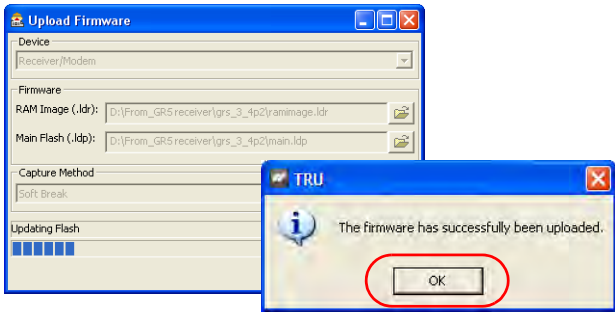 Upload Firmware
Device
Receiver/Modem
Firmware
RAM Image (.ldr): D:\From_GR5 receiver\grs_3_4p2\ramimage.ldr
Main Flash (.ldp): D:\From_GR5 receiver\grs_3_4p2\main.ldp
Capture Method
Soft Break
Updating Flash
TRU
The firmware has successfully been uploaded.
OK